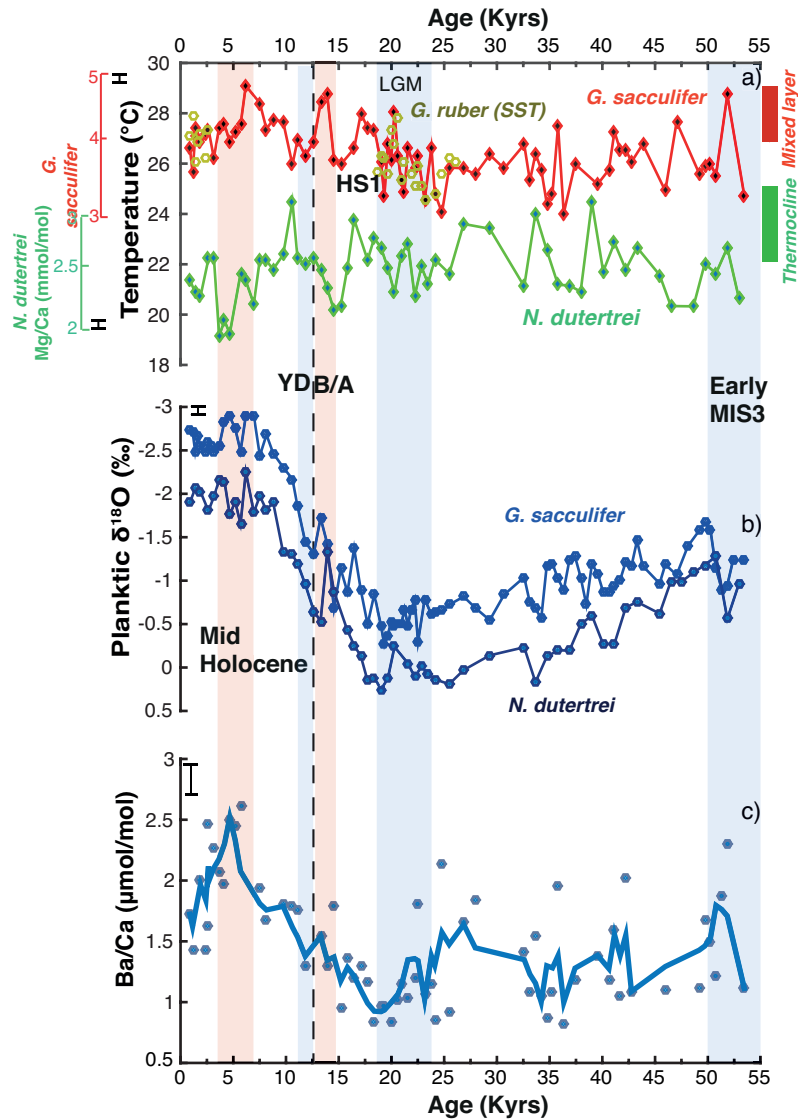 Age (Kyrs)
0 5 10 15 20 25 30 35 40 45 50 55
a)
LGM
G. ruber (SST)
G. sacculifer
HS1
N. dutertrei
Temperature (°C)
30
28
26
24
22
20
18
G.
sacculifer
5
4
3
N. dutertrei
Mg/Ca (mmol/mol)
2.5
2
Mixed layer
Thermocline
YD
B/A
Early
MIS3
Planktic δ¹⁸O (‰)
-3
-2.5
-2
-1.5
-1
-0.5
0
0.5
G. sacculifer
b)
Mid
Holocene
N. dutertrei
Ba/Ca (µmol/mol)
3
2.5
2
1.5
1
0.5
c)
0 5 10 15 20 25 30 35 40 45 50 55
Age (Kyrs)